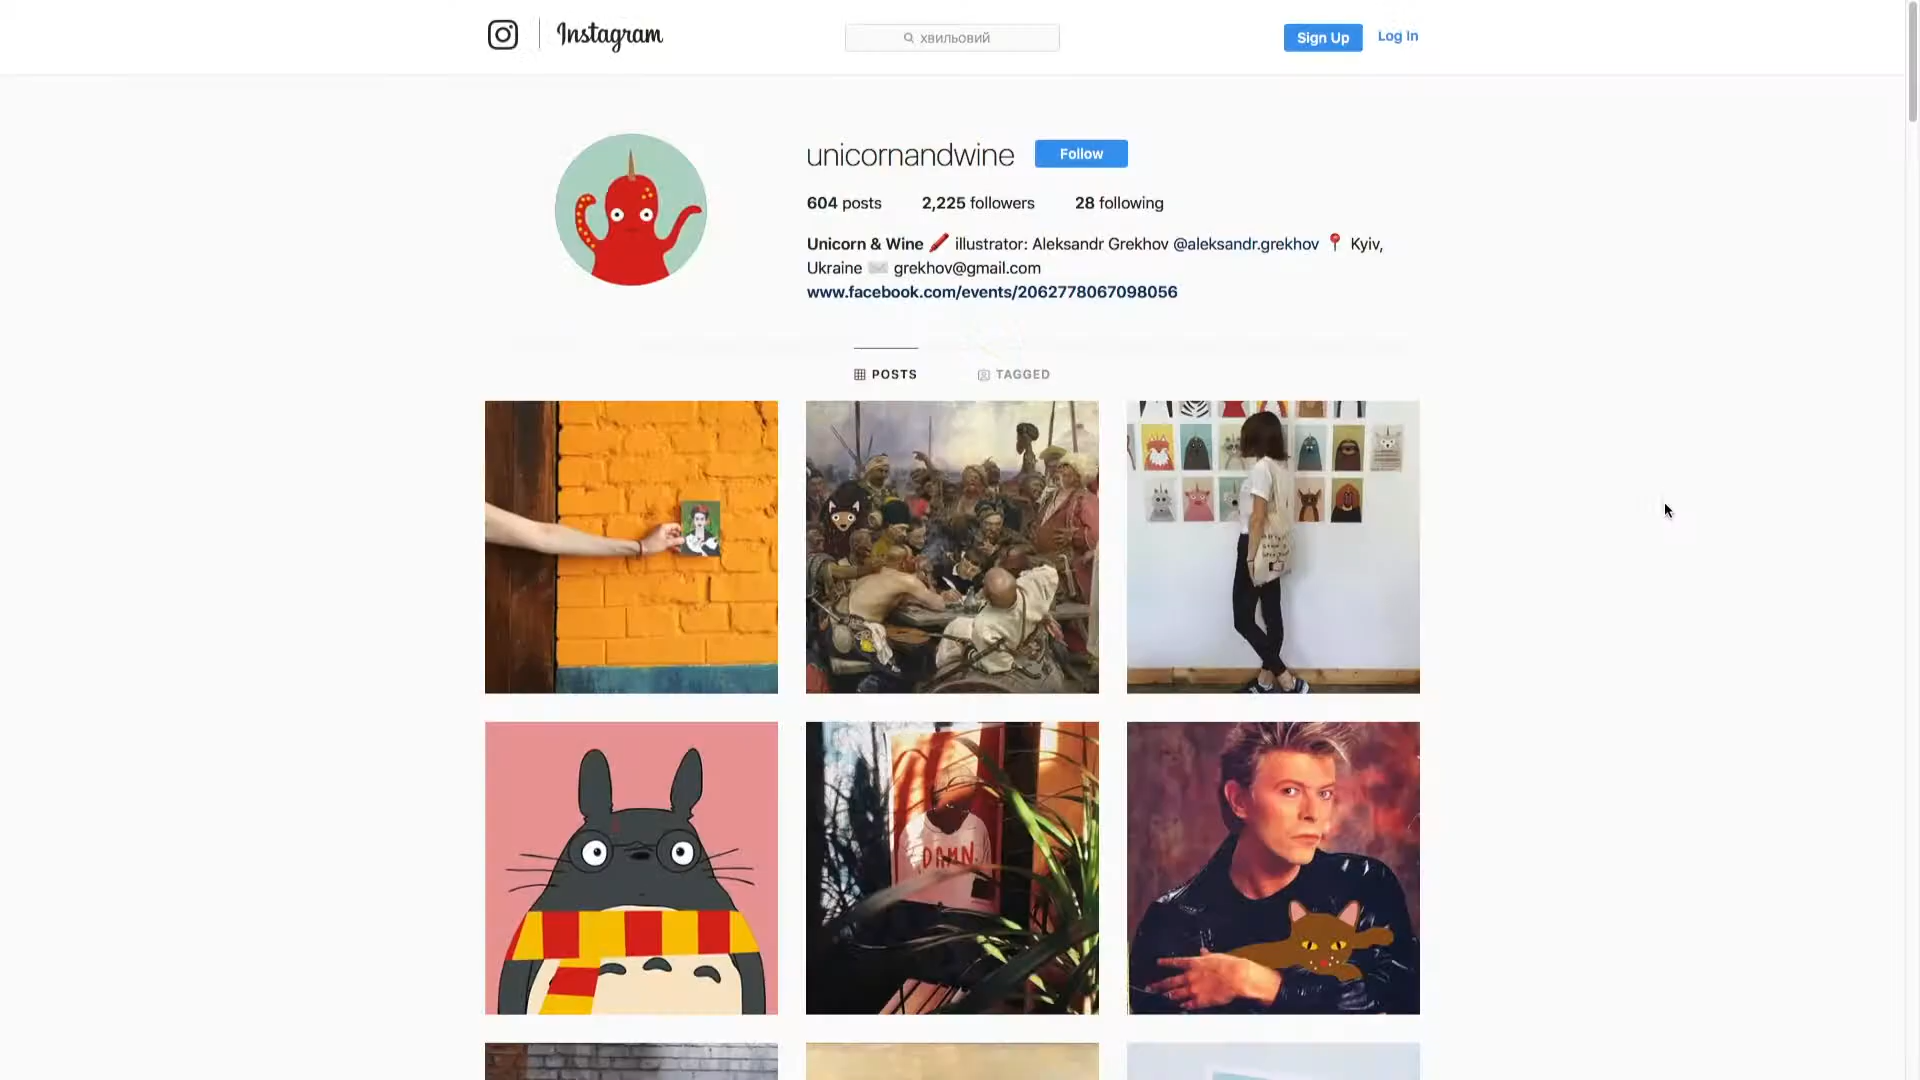 Instagram
хвильовий
Sign Up
Log In
unicornandwine
Follow
604 posts 2,225 followers 28 following
Unicorn & Wine 🖍 illustrator: Aleksandr Grekhov @aleksandr.grekhov 📍 Kyiv,
Ukraine ✉️ grekhov@gmail.com
www.facebook.com/events/2062778067098056
POSTS
TAGGED
DAMN.